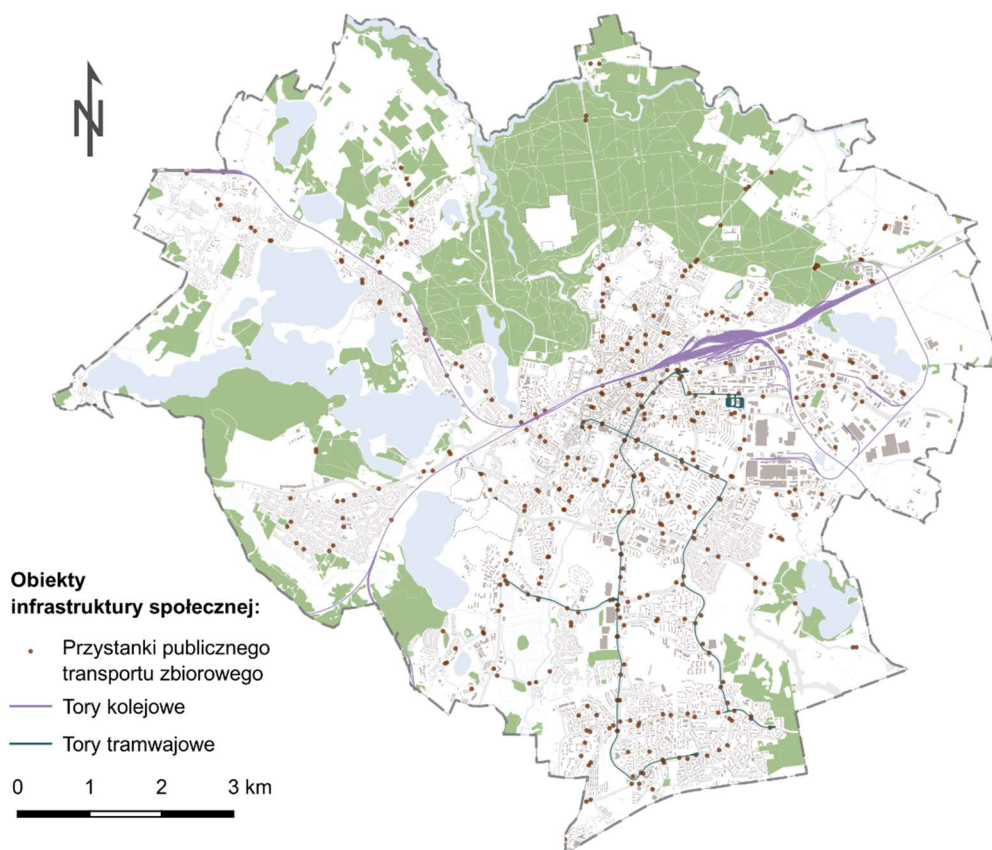 N
Obiekty
infrastruktury społecznej:
Przystanki publicznego
transportu zbiorowego
Tory kolejowe
Tory tramwajowe
0 1 2 3 km